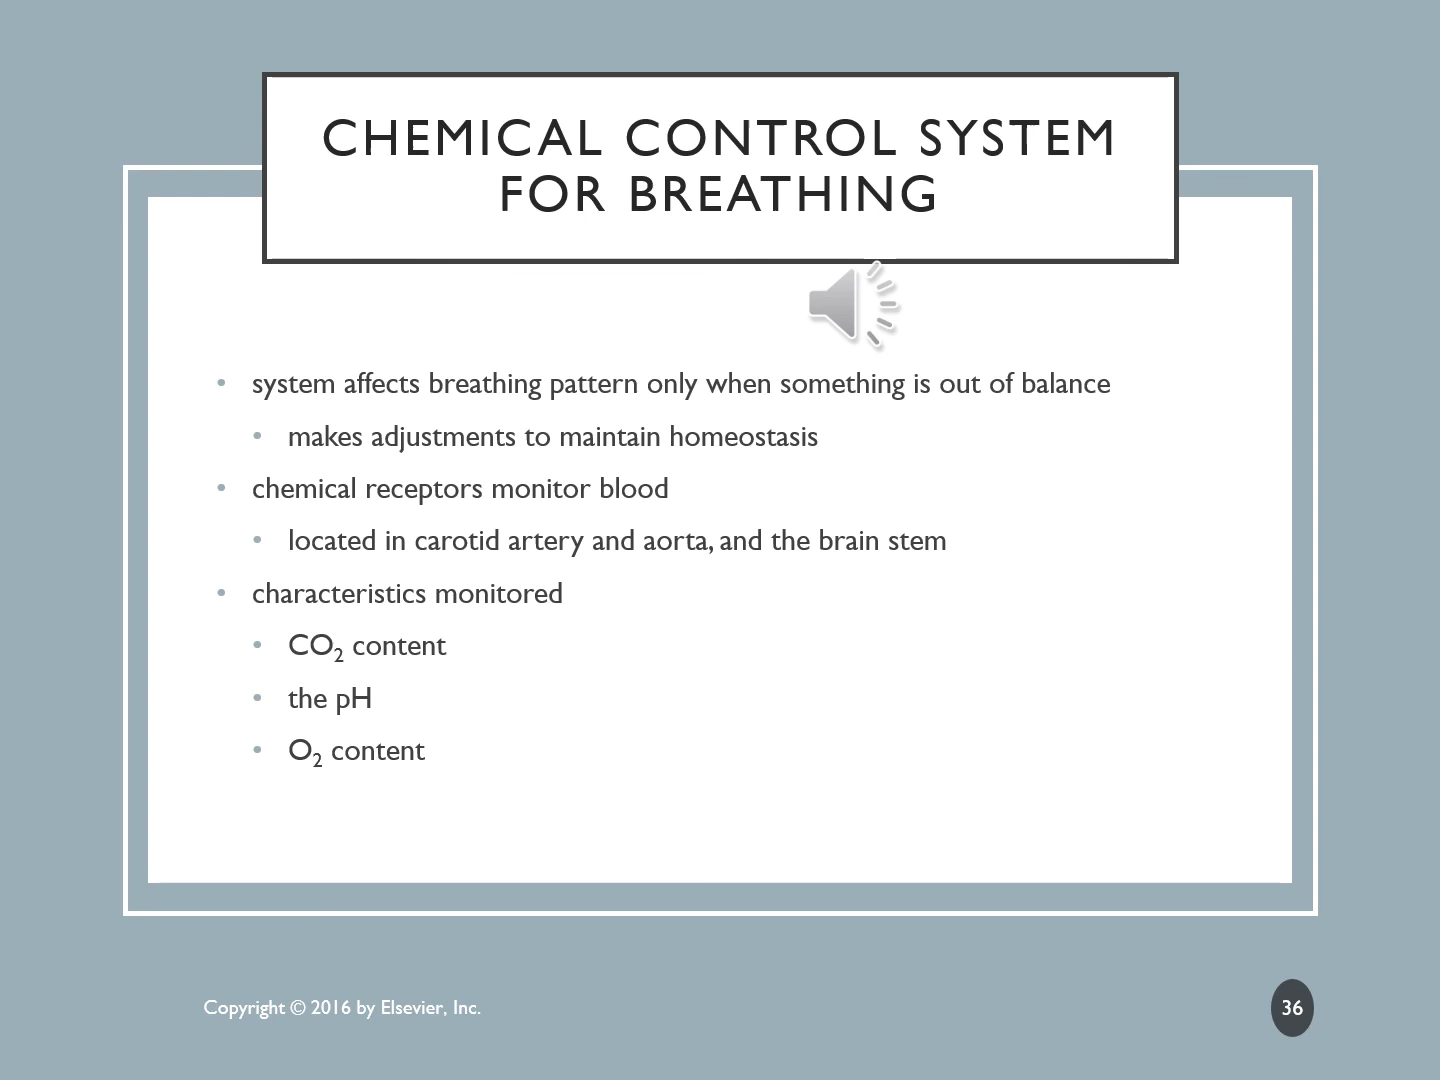 CHEMICAL CONTROL SYSTEM
FOR BREATHING
• system affects breathing pattern only when something is out of balance
• makes adjustments to maintain homeostasis
• chemical receptors monitor blood
• located in carotid artery and aorta, and the brain stem
• characteristics monitored
• CO₂ content
• the pH
• O₂ content
Copyright © 2016 by Elsevier, Inc.
36